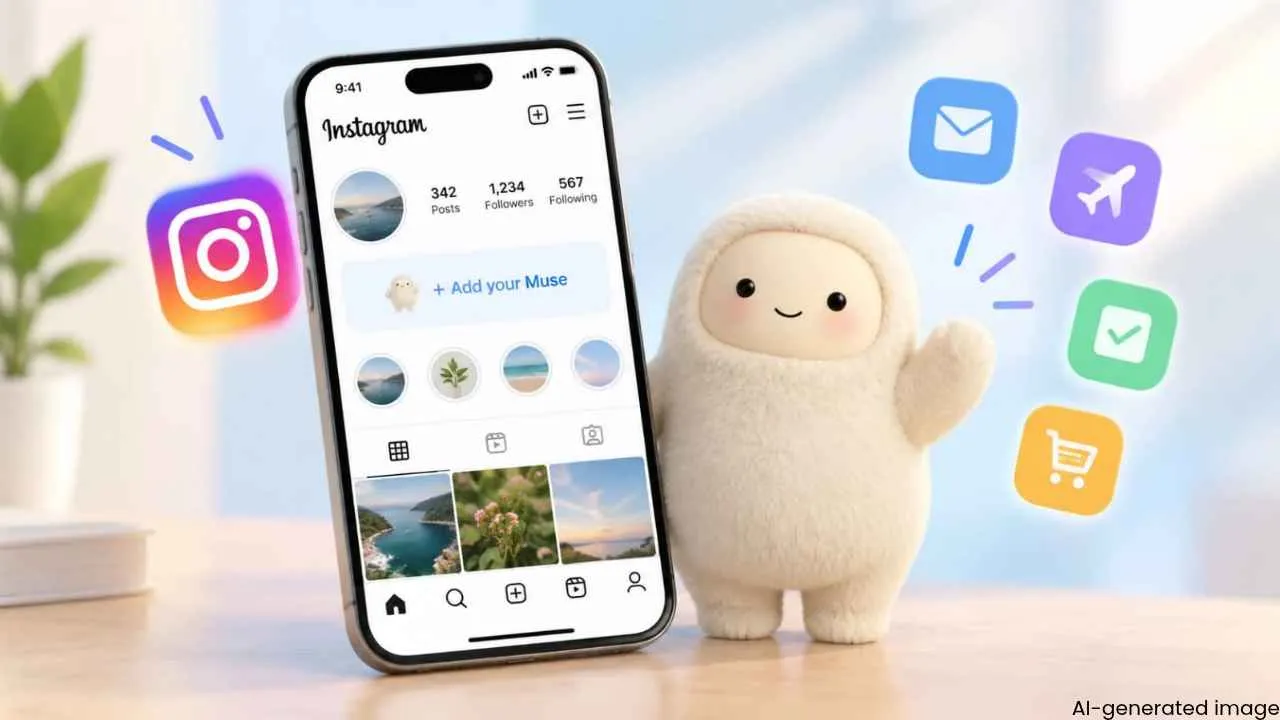 9:41
Instagram
342
Posts
1,234
Followers
567
Following
+ Add your Muse
AI-generated image